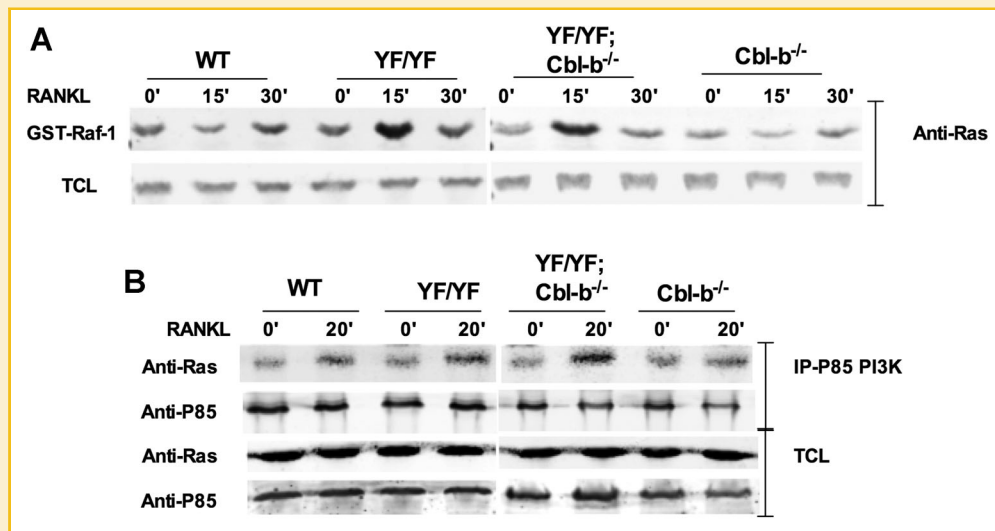 A
WT YF/YF YF/YF; Cbl-b-/- Cbl-b-/-
RANKL 0' 15' 30' 0' 15' 30' 0' 15' 30' 0' 15' 30'
GST-Raf-1 Anti-Ras
TCL
B
WT YF/YF YF/YF; Cbl-b-/- Cbl-b-/-
RANKL 0' 20' 0' 20' 0' 20' 0' 20'
Anti-Ras IP-P85 PI3K
Anti-P85
Anti-Ras TCL
Anti-P85